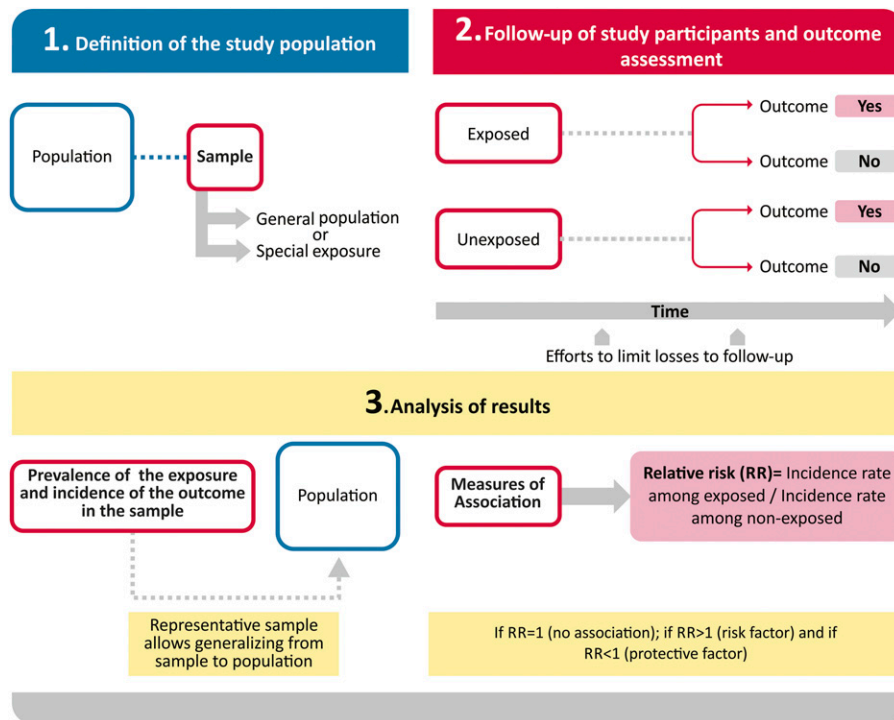 1. Definition of the study population
Population
Sample
General population
or
Special exposure
2. Follow-up of study participants and outcome
assessment
Exposed
Outcome Yes
Outcome No
Unexposed
Outcome Yes
Outcome No
Time
Efforts to limit losses to follow-up
3. Analysis of results
Prevalence of the exposure
and incidence of the outcome
in the sample
Population
Representative sample
allows generalizing from
sample to population
Measures of
Association
Relative risk (RR)= Incidence rate
among exposed / Incidence rate
among non-exposed
If RR=1 (no association); if RR>1 (risk factor) and if
RR<1 (protective factor)